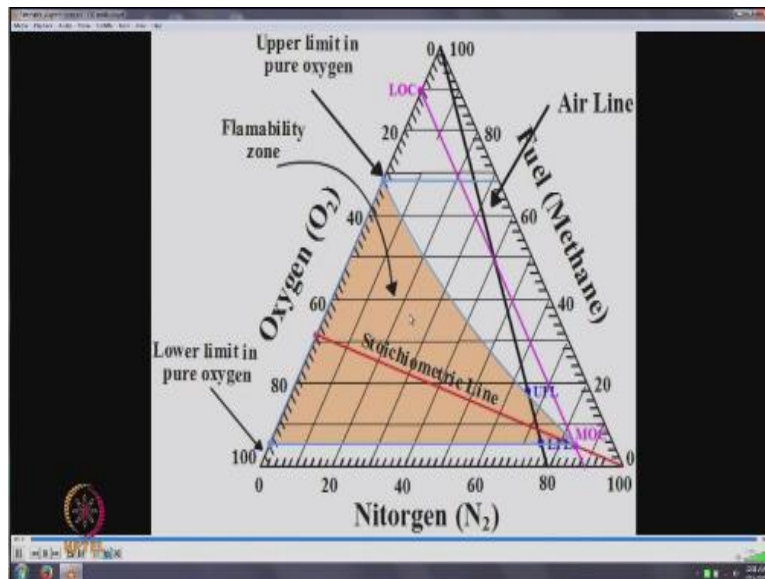 Upper limit in
pure oxygen
0 100
LOC
Air Line
20
80
Flamability
zone
Fuel (Methane)
40
60
Oxygen (O2)
60
40
Stoichiometric Line
Lower limit in
pure oxygen
80
20
UFL
MOC
LFL
100
0
0
20
40
60
80
100
Nitorgen (N2)
NPTEL